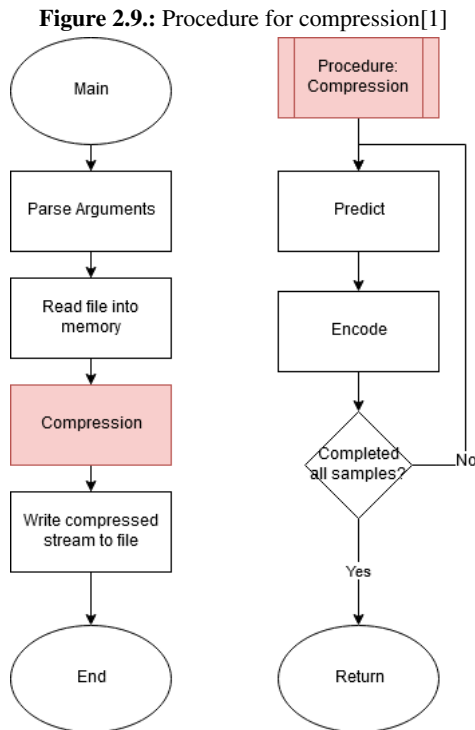 Figure 2.9.: Procedure for compression[1]
Main
Parse Arguments
Read file into
memory
Compression
Write compressed
stream to file
End
Procedure:
Compression
Predict
Encode
Completed
all samples?
No
Yes
Return